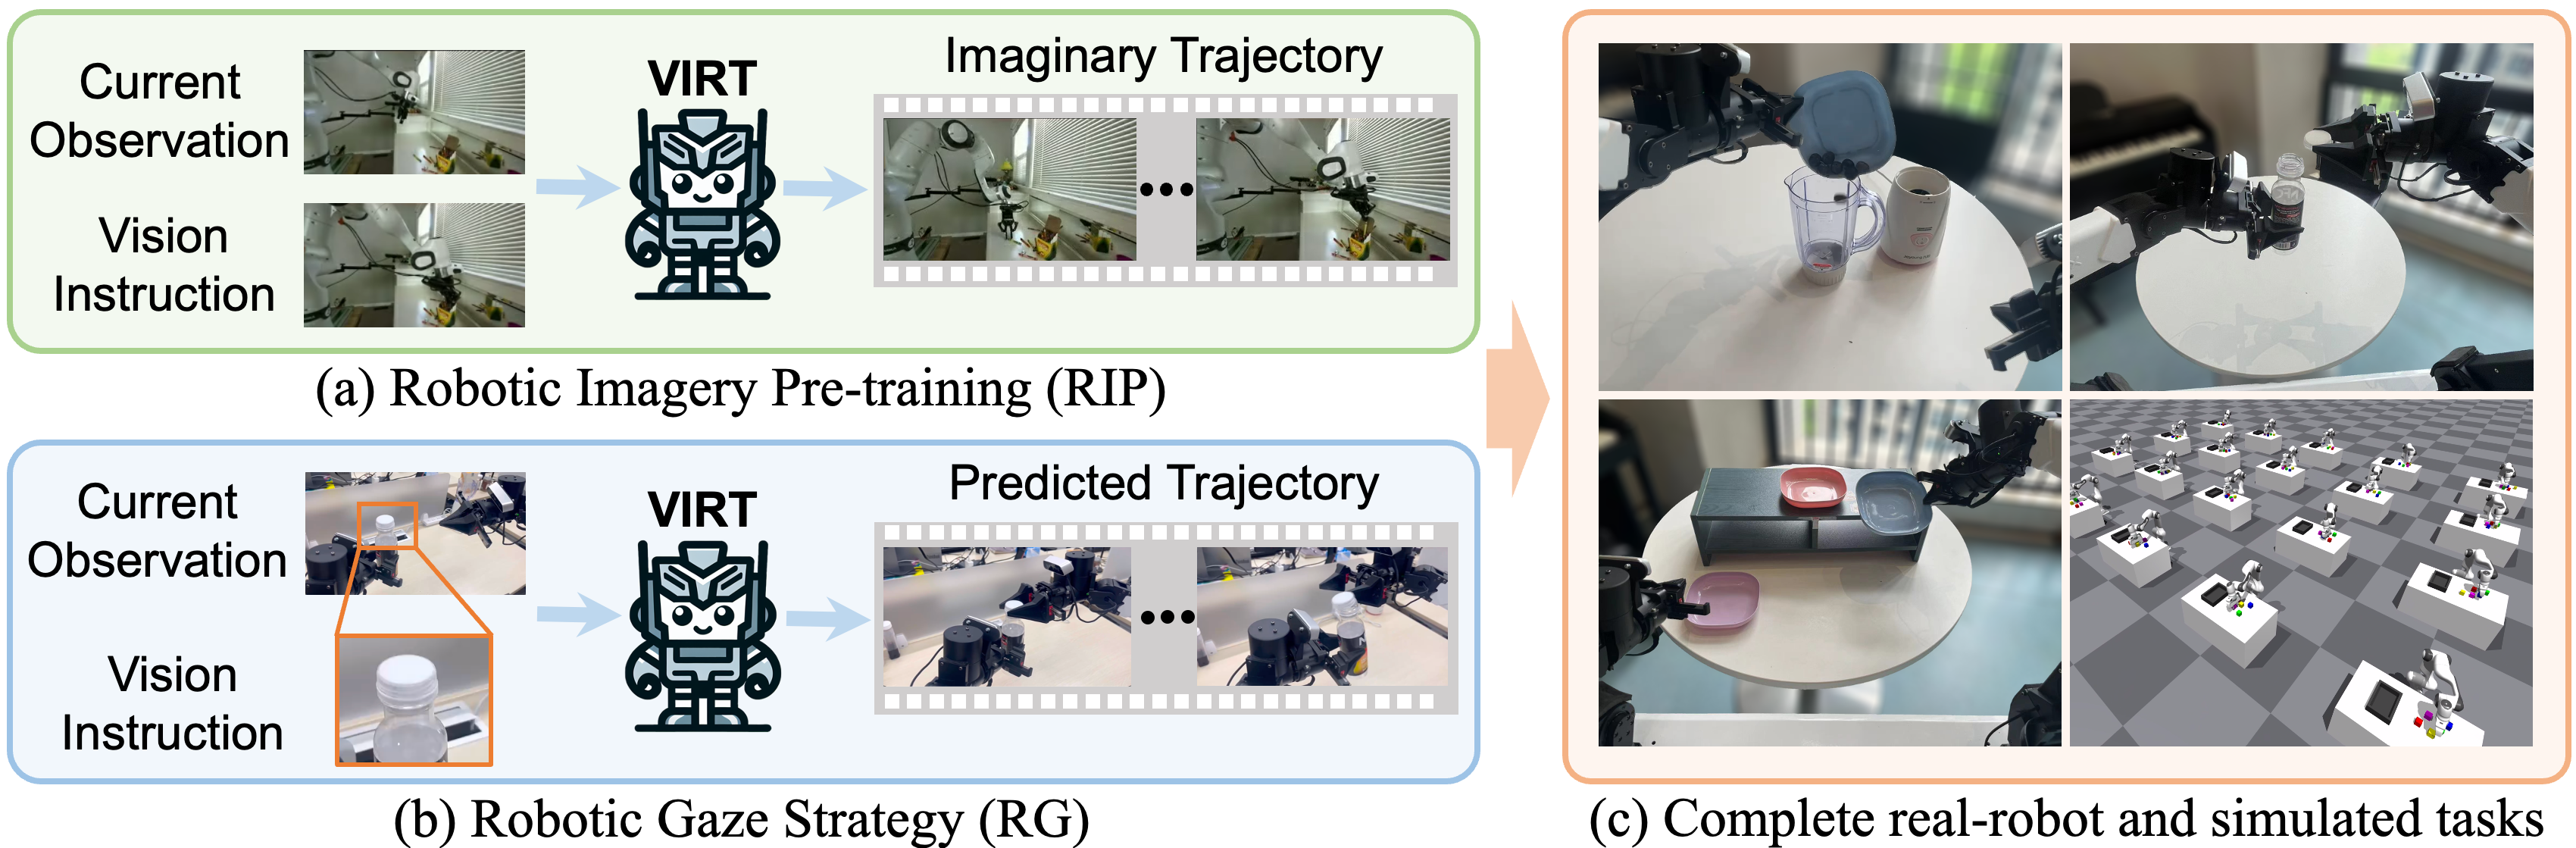 Current
Observation
Vision
Instruction
VIRT
Imaginary Trajectory
(a) Robotic Imagery Pre-training (RIP)
Current
Observation
Vision
Instruction
VIRT
Predicted Trajectory
(b) Robotic Gaze Strategy (RG)
(c) Complete real-robot and simulated tasks